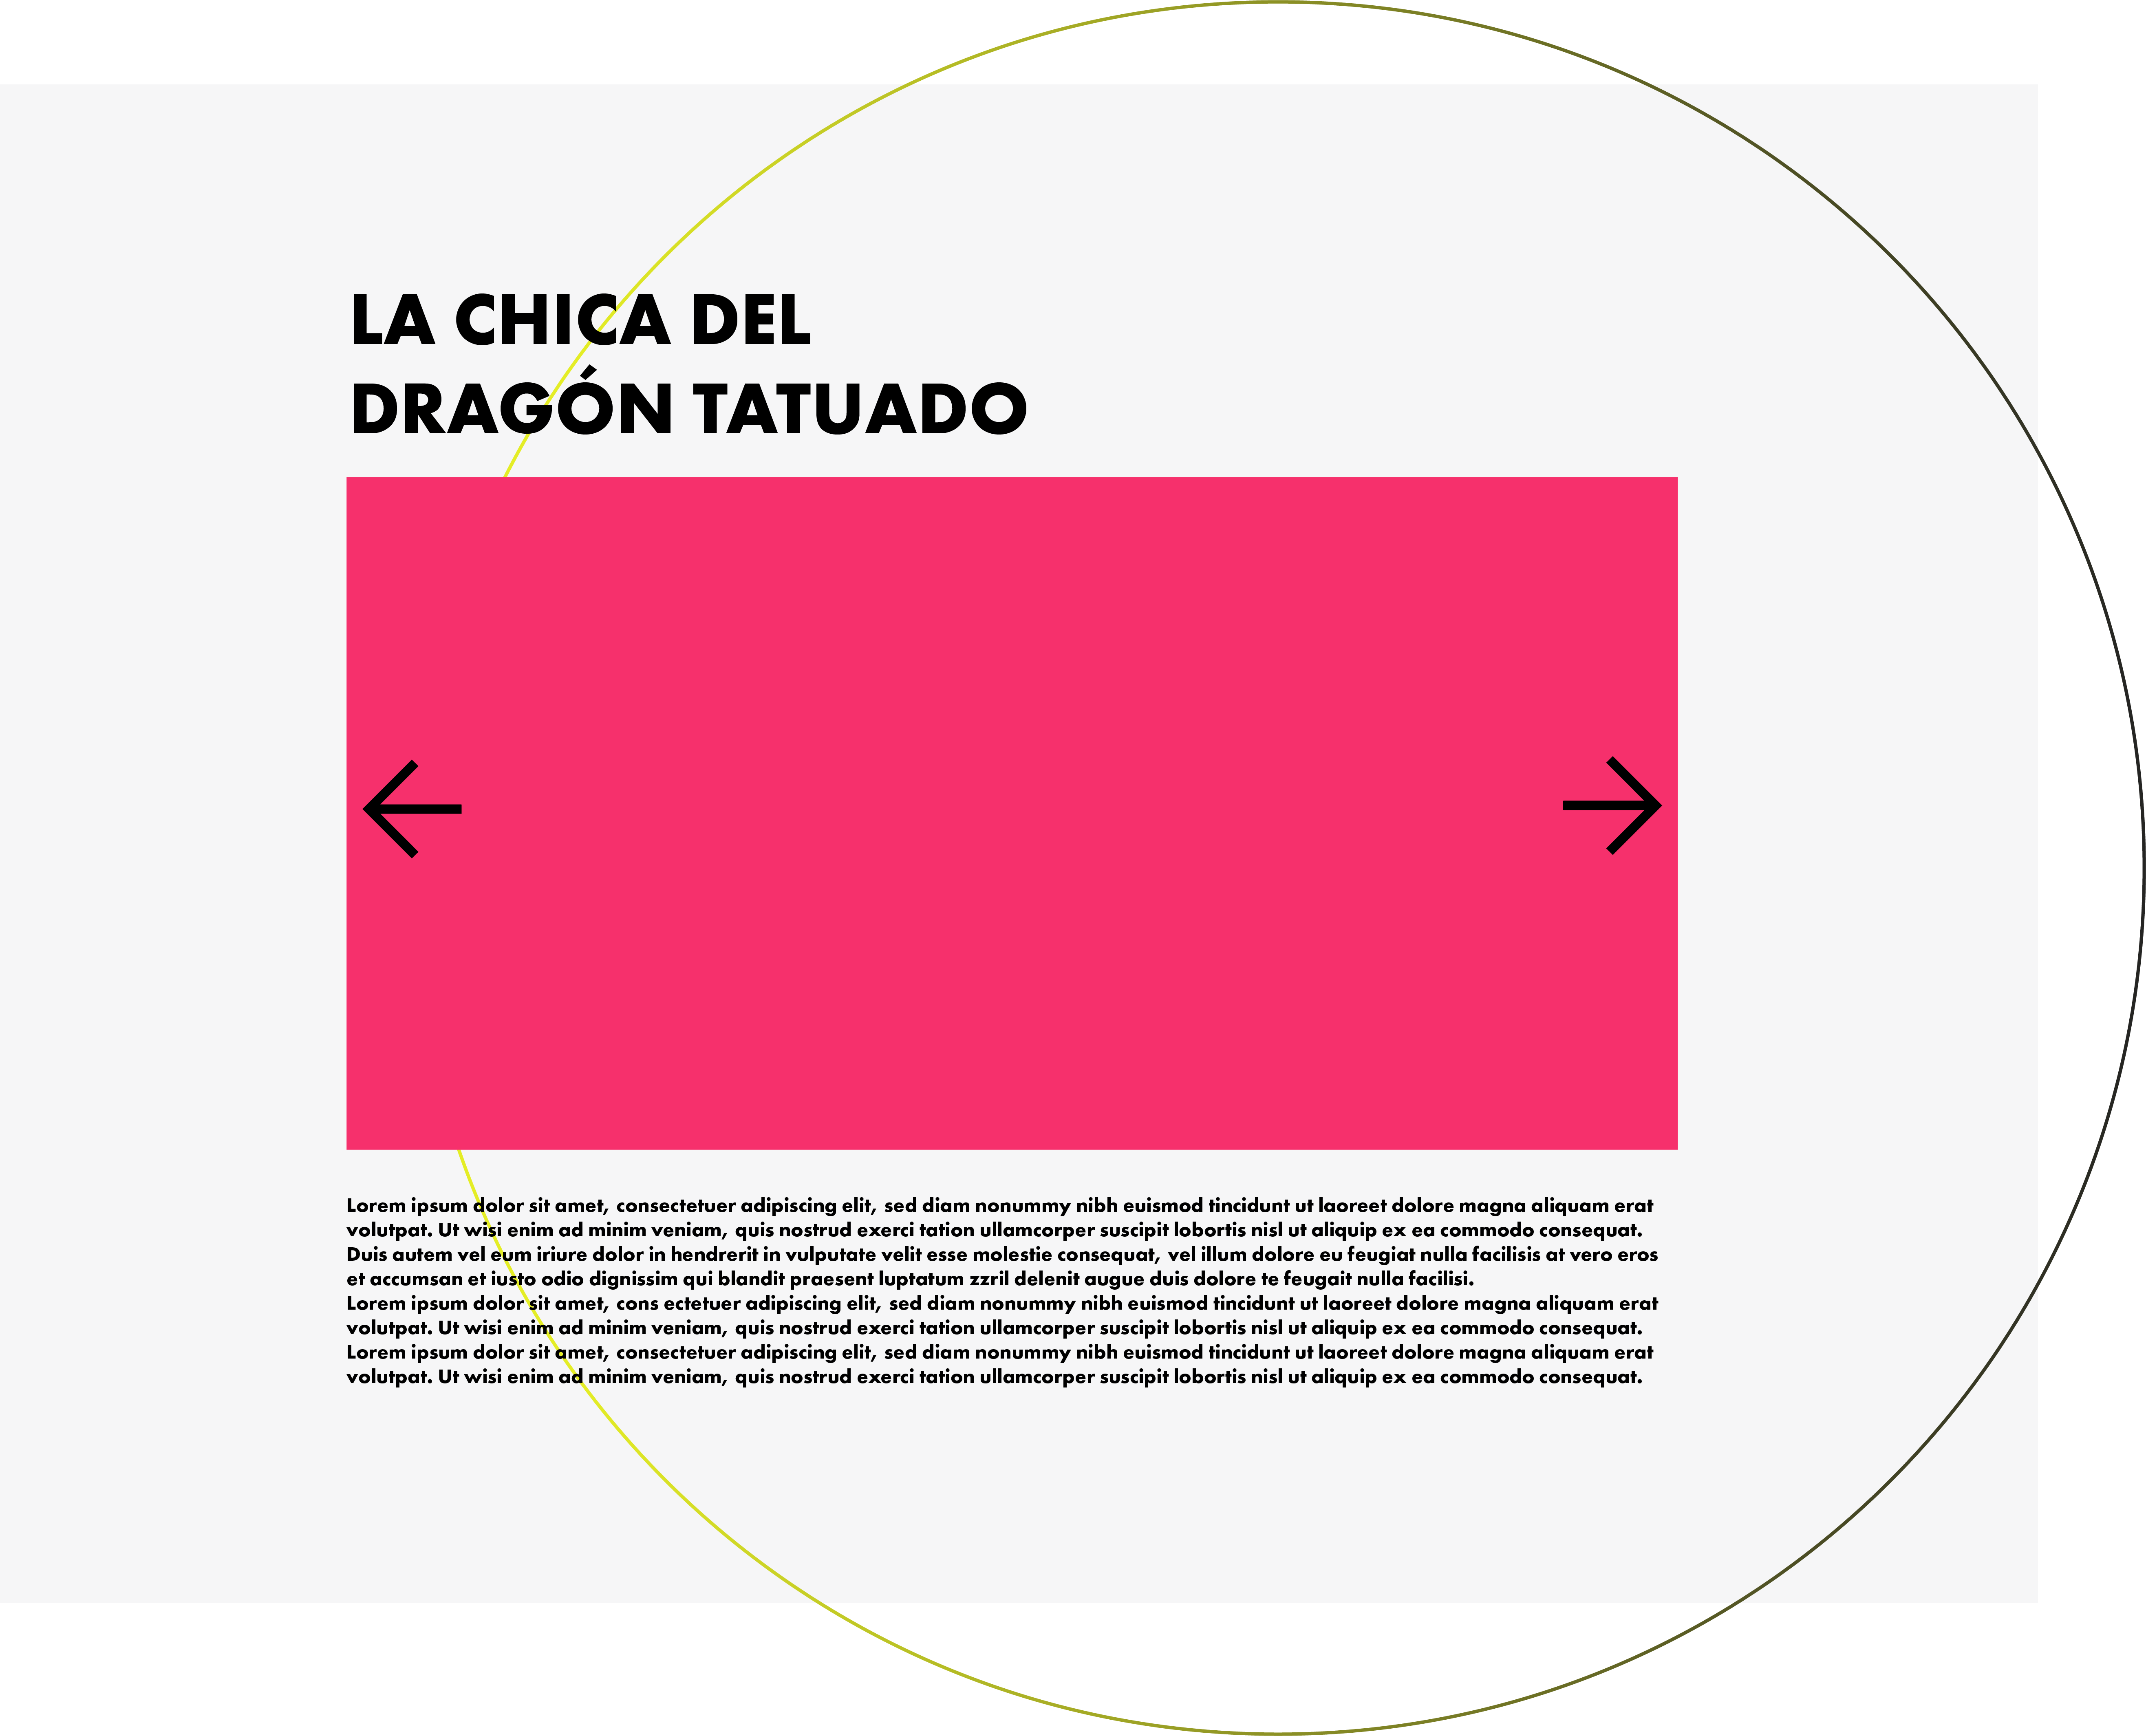 LA CHICA DEL
DRAGÓN TATUADO
Lorem ipsum dolor sit amet, consectetuer adipiscing elit, sed diam nonummy nibh euismod tincidunt ut laoreet dolore magna aliquam erat
volutpat. Ut wisi enim ad minim veniam, quis nostrud exerci tation ullamcorper suscipit lobortis nisl ut aliquip ex ea commodo consequat.
Duis autem vel eum iriure dolor in hendrerit in vulputate velit esse molestie consequat, vel illum dolore eu feugiat nulla facilisis at vero eros
et accumsan et iusto odio dignissim qui blandit praesent luptatum zzril delenit augue duis dolore te feugait nulla facilisi.
Lorem ipsum dolor sit amet, cons ectetuer adipiscing elit, sed diam nonummy nibh euismod tincidunt ut laoreet dolore magna aliquam erat
volutpat. Ut wisi enim ad minim veniam, quis nostrud exerci tation ullamcorper suscipit lobortis nisl ut aliquip ex ea commodo consequat.
Lorem ipsum dolor sit amet, consectetuer adipiscing elit, sed diam nonummy nibh euismod tincidunt ut laoreet dolore magna aliquam erat
volutpat. Ut wisi enim ad minim veniam, quis nostrud exerci tation ullamcorper suscipit lobortis nisl ut aliquip ex ea commodo consequat.